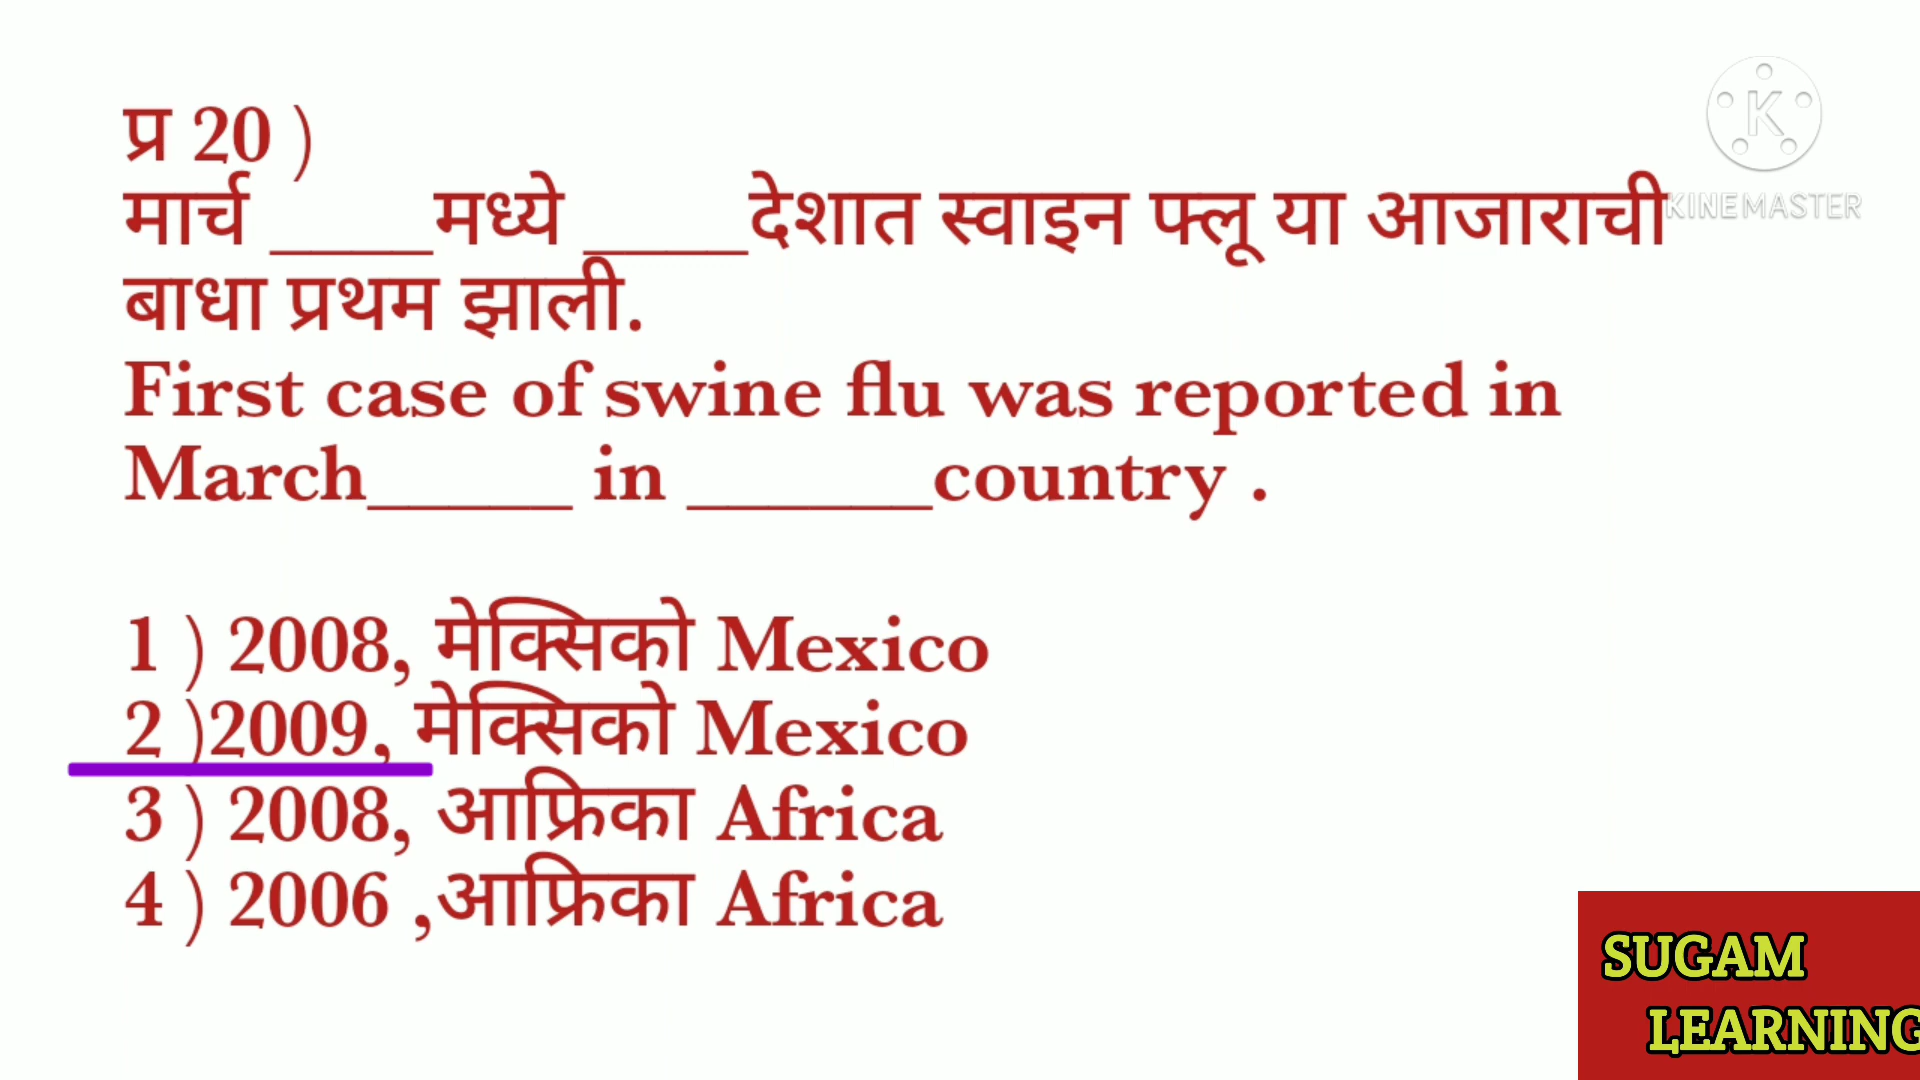 प्र 20 )
मार्च ____मध्ये ____देशात स्वाइन फ्लू या आजाराची
बाधा प्रथम झाली.
First case of swine flu was reported in
March_____ in ______country .
1 ) 2008, मेक्सिको Mexico
2 )2009, मेक्सिको Mexico
3 ) 2008, आफ्रिका Africa
4 ) 2006 ,आफ्रिका Africa
K
KINEMASTER
SUGAM
LEARNING